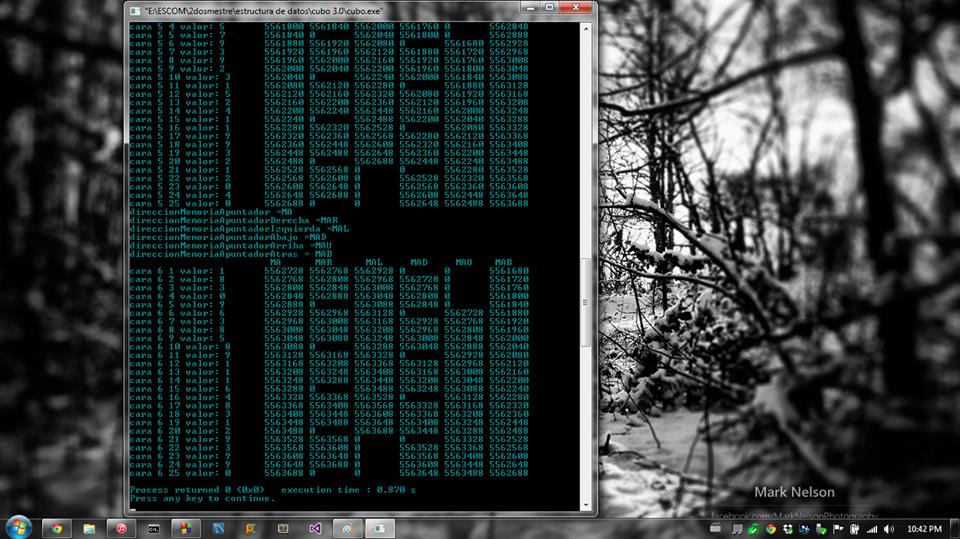 "E:\ESCOM\2dosmestre\estructura de datos\cubo 3.0\cubo.exe"
cara 5 4 valor: 5 5561800 5561840 5562000 5561760 0 5562848
cara 5 5 valor: 7 5561840 0 5562040 5561800 0 5562888
cara 5 6 valor: 9 5561880 5561920 5562080 0 5561680 5562928
cara 5 7 valor: 3 5561920 5561960 5562120 5561880 5561720 5562968
cara 5 8 valor: 9 5561960 5562000 5562160 5561920 5561760 5563008
cara 5 9 valor: 2 5562000 5562040 5562200 5561960 5561800 5563048
cara 5 10 valor: 3 5562040 0 5562240 5562000 5561840 5563088
cara 5 11 valor: 1 5562080 5562120 5562280 0 5561880 5563128
cara 5 12 valor: 5 5562120 5562160 5562320 5562080 5561920 5563168
cara 5 13 valor: 2 5562160 5562200 5562360 5562120 5561960 5563208
cara 5 14 valor: 4 5562200 5562240 5562448 5562160 5562000 5563248
cara 5 15 valor: 1 5562240 0 5562488 5562200 5562040 5563288
cara 5 16 valor: 1 5562280 5562320 5562528 0 5562080 5563328
cara 5 17 valor: 9 5562320 5562360 5562568 5562280 5562120 5563368
cara 5 18 valor: 9 5562360 5562448 5562608 5562320 5562160 5563408
cara 5 19 valor: 3 5562448 5562488 5562648 5562360 5562200 5563448
cara 5 20 valor: 2 5562488 0 5562688 5562448 5562240 5563488
cara 5 21 valor: 1 5562528 5562568 0 0 5562280 5563528
cara 5 22 valor: 2 5562568 5562608 0 5562528 5562320 5563568
cara 5 23 valor: 0 5562608 5562648 0 5562568 5562360 5563608
cara 5 24 valor: 4 5562648 5562688 0 5562608 5562448 5563648
cara 5 25 valor: 0 5562688 0 0 5562648 5562488 5563688
direccionMemoriaApuntador =MA
direccionMemoriaApuntadorDerecha =MAR
direccionMemoriaApuntadorIzquierda =MAL
direccionMemoriaApuntadorAbajo =MAD
direccionMemoriaApuntadorArriba =MAU
direccionMemoriaApuntadorAtras = MAB
MA MAR MAL MAD MAU MAB
cara 6 1 valor: 1 5562728 5562768 5562928 0 0 5561680
cara 6 2 valor: 8 5562768 5562808 5562968 5562728 0 5561720
cara 6 3 valor: 3 5562808 5562848 5563008 5562768 0 5561760
cara 6 4 valor: 0 5562848 5562888 5563048 5562808 0 5561800
cara 6 5 valor: 9 5562888 0 5563088 5562848 0 5561840
cara 6 6 valor: 6 5562928 5562968 5563128 0 5562728 5561880
cara 6 7 valor: 3 5562968 5563008 5563168 5562928 5562768 5561920
cara 6 8 valor: 8 5563008 5563048 5563208 5562968 5562808 5561960
cara 6 9 valor: 5 5563048 5563088 5563248 5563008 5562848 5562000
cara 6 10 valor: 8 5563088 0 5563288 5563048 5562888 5562040
cara 6 11 valor: 9 5563128 5563168 5563328 0 5562928 5562080
cara 6 12 valor: 1 5563168 5563208 5563368 5563128 5562968 5562120
cara 6 13 valor: 1 5563208 5563248 5563408 5563168 5563008 5562160
cara 6 14 valor: 1 5563248 5563288 5563448 5563208 5563048 5562200
cara 6 15 valor: 6 5563288 0 5563488 5563248 5563088 5562240
cara 6 16 valor: 4 5563328 5563368 5563528 0 5563128 5562280
cara 6 17 valor: 8 5563368 5563408 5563568 5563328 5563168 5562320
cara 6 18 valor: 3 5563408 5563448 5563608 5563368 5563208 5562360
cara 6 19 valor: 1 5563448 5563488 5563648 5563408 5563248 5562448
cara 6 20 valor: 2 5563488 0 5563688 5563448 5563288 5562488
cara 6 21 valor: 9 5563528 5563568 0 0 5563328 5562528
cara 6 22 valor: 3 5563568 5563608 0 5563528 5563368 5562568
cara 6 23 valor: 9 5563608 5563648 0 5563568 5563408 5562608
cara 6 24 valor: 9 5563648 5563688 0 5563608 5563448 5562648
cara 6 25 valor: 0 5563688 0 0 5563648 5563488 5562688
Process returned 0 (0x0) execution time : 0.870 s
Press any key to continue.
Mark Nelson
facebook.com/MarkNelsonPhotography
10:42 PM